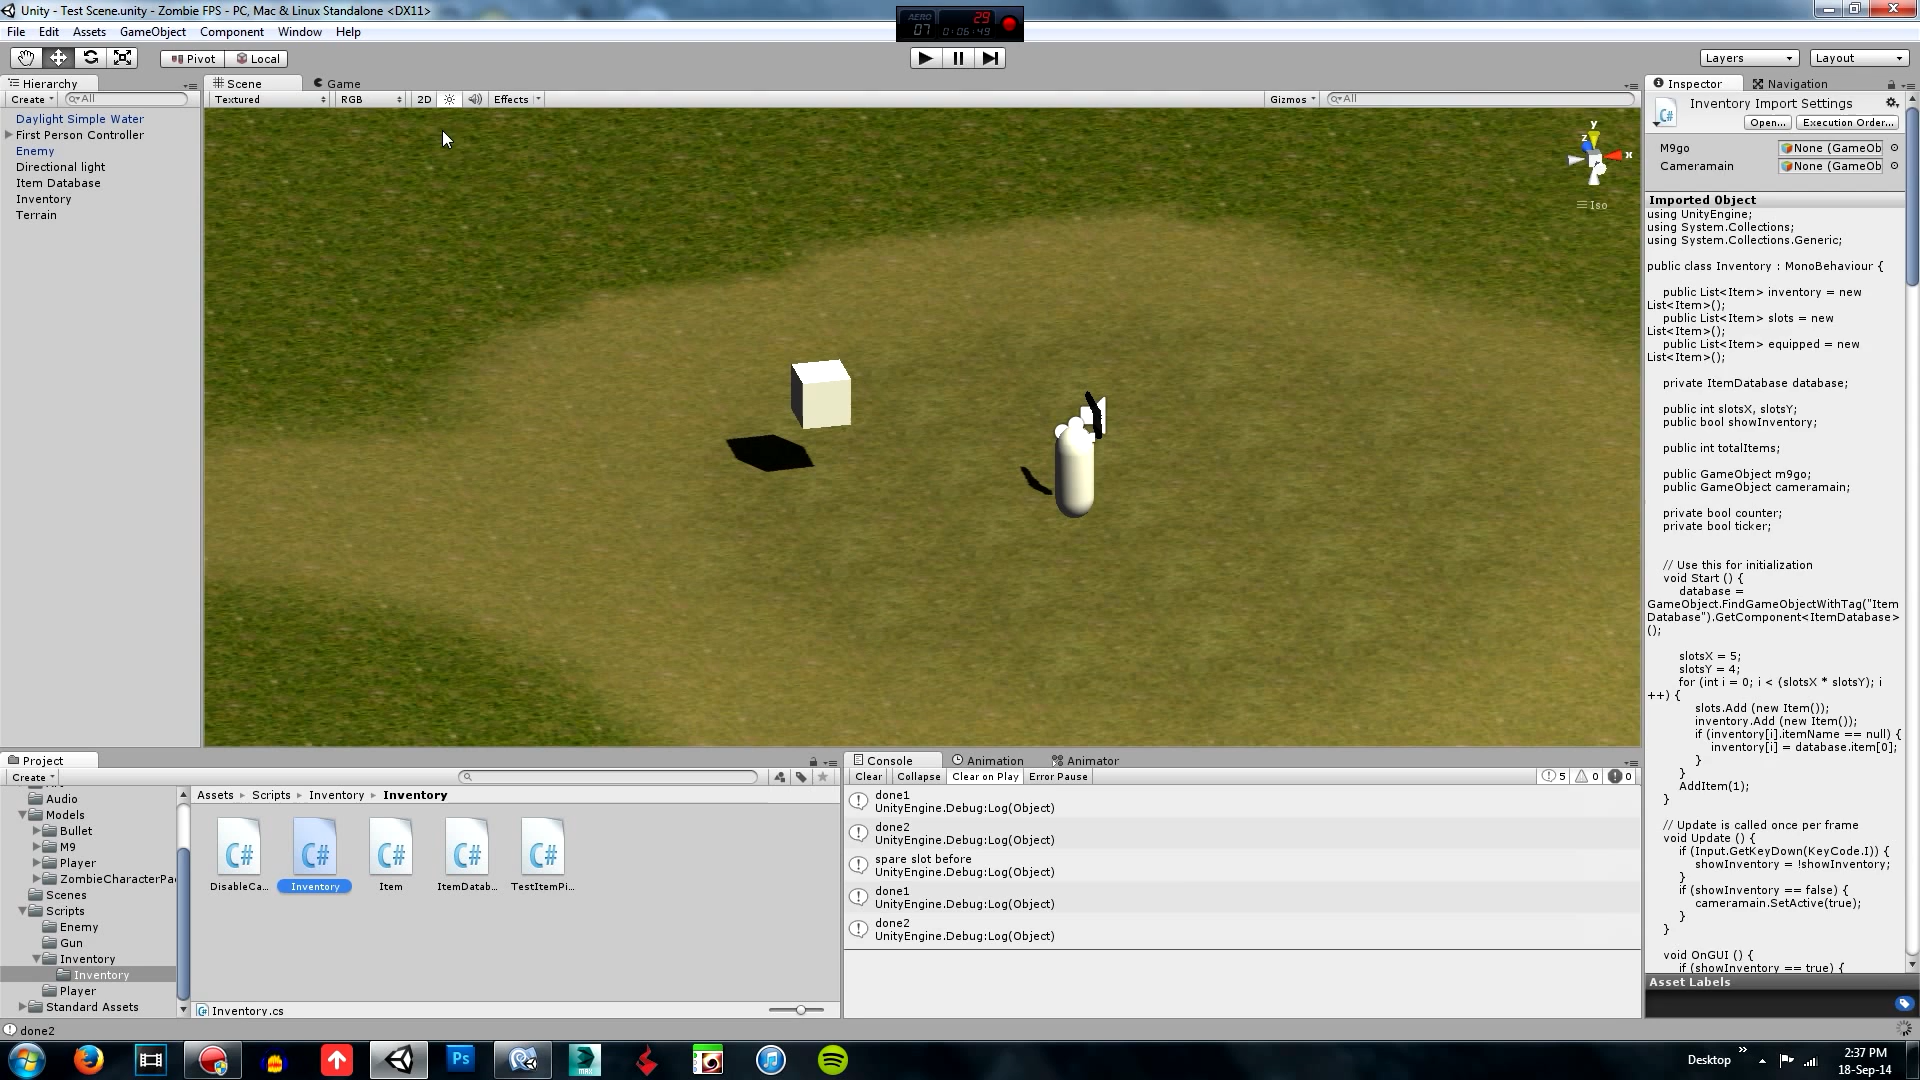 Unity - Test Scene.unity - Zombie FPS - PC, Mac & Linux Standalone <DX11>
AERO 07 29 0:06:49
File Edit Assets GameObject Component Window Help
Pivot Local Layers Layout
Hierarchy
Create All
Daylight Simple Water
First Person Controller
Enemy
Directional light
Item Database
Inventory
Terrain
Scene Game
Textured RGB 2D Effects Gizmos All
y
z
x
Iso
Inspector Navigation
Inventory Import Settings
C#
Open... Execution Order...
M9go None (GameOb
Cameramain None (GameOb
Imported Object
using UnityEngine;
using System.Collections;
using System.Collections.Generic;
public class Inventory : MonoBehaviour {
public List<Item> inventory = new
List<Item>();
public List<Item> slots = new
List<Item>();
public List<Item> equipped = new
List<Item>();
private ItemDatabase database;
public int slotsX, slotsY;
public bool showInventory;
public int totalItems;
public GameObject m9go;
public GameObject cameramain;
private bool counter;
private bool ticker;
// Use this for initialization
void Start () {
database =
GameObject.FindGameObjectWithTag("Item
Database").GetComponent<ItemDatabase>
();
slotsX = 5;
slotsY = 4;
for (int i = 0; i < (slotsX * slotsY); i
++) {
slots.Add (new Item());
inventory.Add (new Item());
if (inventory[i].itemName == null) {
inventory[i] = database.item[0];
}
}
AddItem(1);
}
// Update is called once per frame
void Update () {
if (Input.GetKeyDown(KeyCode.I)) {
showInventory = !showInventory;
}
if (showInventory == false) {
cameramain.SetActive(true);
}
}
void OnGUI () {
if (showInventory == true) {
Asset Labels
Project
Create
Audio
Models
Bullet
M9
Player
ZombieCharacterPac
Scenes
Scripts
Enemy
Gun
Inventory
Inventory
Player
Standard Assets
Assets Scripts Inventory Inventory
C# C# C# C# C#
DisableCa... Inventory Item ItemDatab... TestItemPi...
Inventory.cs
Console Animation Animator
Clear Collapse Clear on Play Error Pause 5 0 0
done1
UnityEngine.Debug:Log(Object)
done2
UnityEngine.Debug:Log(Object)
spare slot before
UnityEngine.Debug:Log(Object)
done1
UnityEngine.Debug:Log(Object)
done2
UnityEngine.Debug:Log(Object)
done2
Ps MAX Desktop 2:37 PM
18-Sep-14